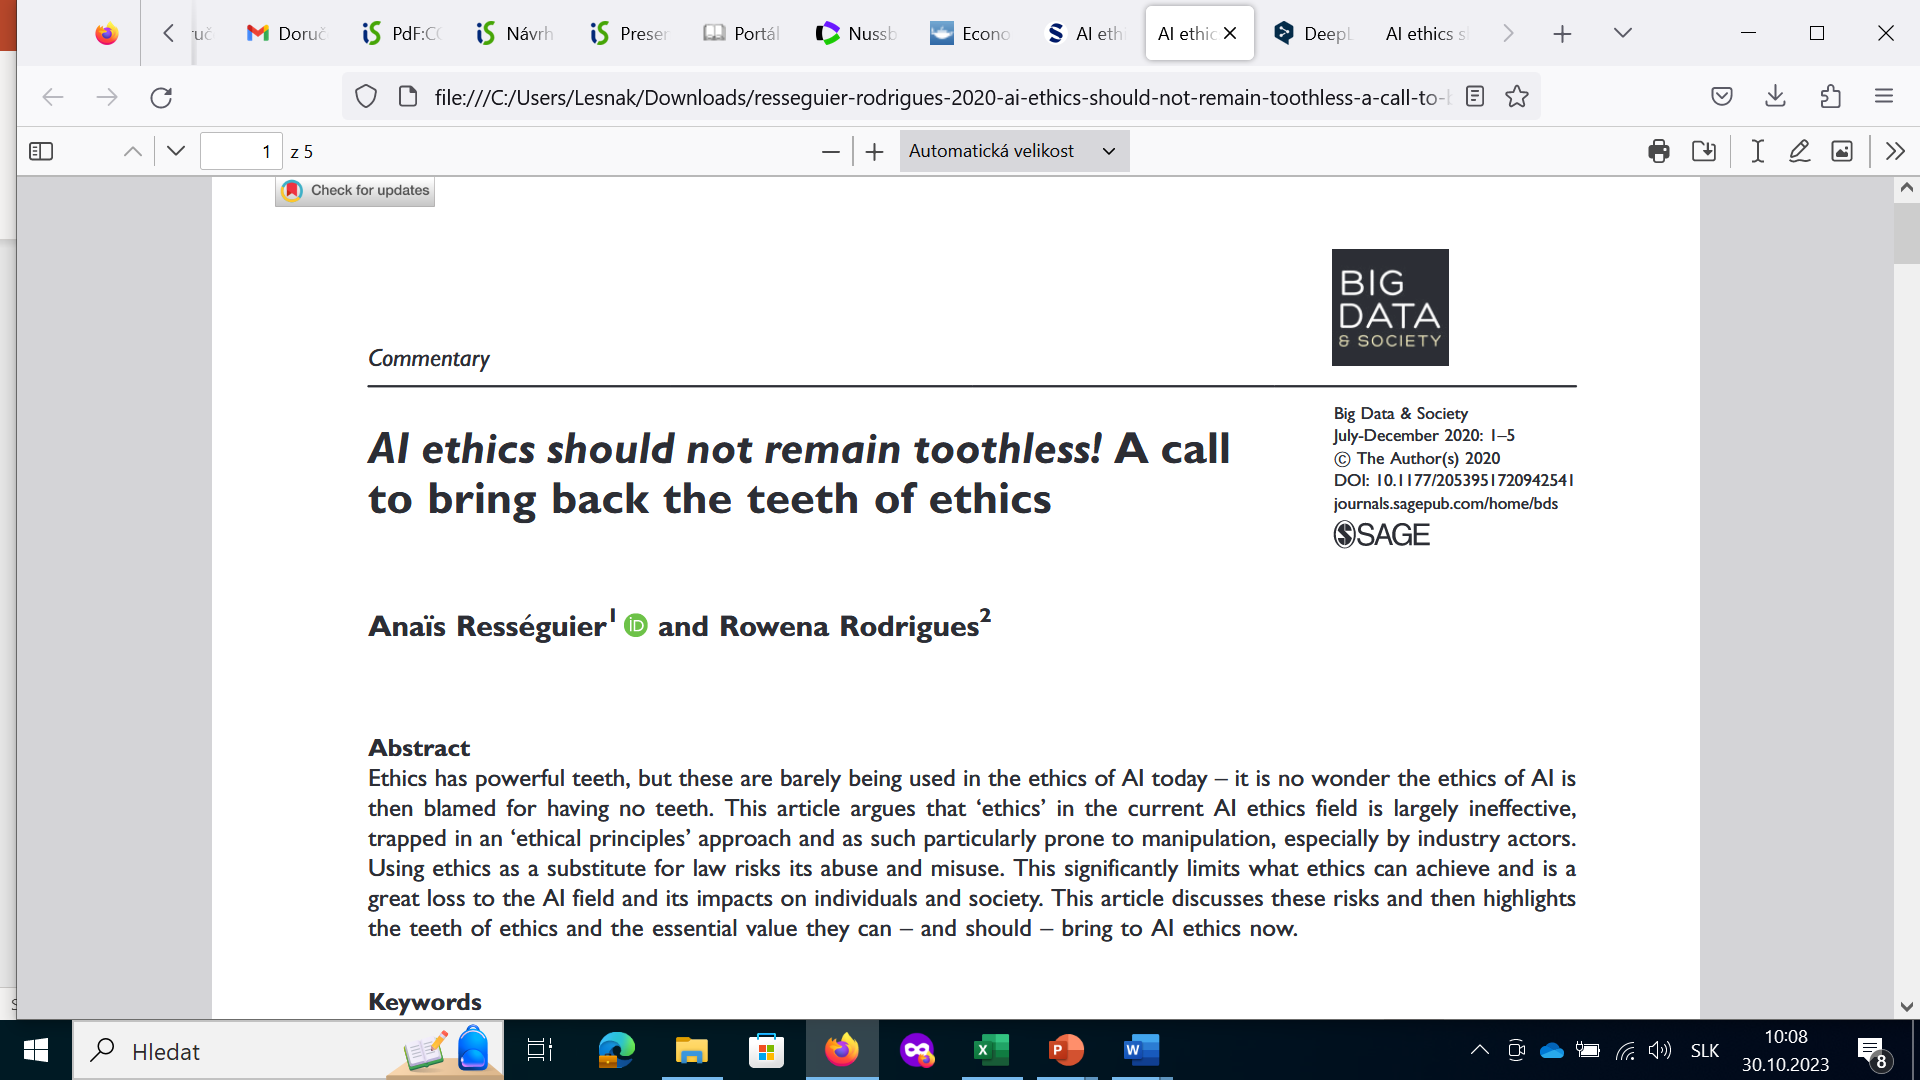 Doruč
PdF:CO
Návrh
Presen
Portál
Nussb
Econo
AI ethi
AI ethic
DeepL
AI ethics s
file:///C:/Users/Lesnak/Downloads/resseguier-rodrigues-2020-ai-ethics-should-not-remain-toothless-a-call-to-b
1 z 5
Automatická velikost
Check for updates
BIG
DATA
& SOCIETY
Commentary
AI ethics should not remain toothless! A call
to bring back the teeth of ethics
Big Data & Society
July-December 2020: 1–5
© The Author(s) 2020
DOI: 10.1177/2053951720942541
journals.sagepub.com/home/bds
SAGE
Anaïs Rességuier1 iD and Rowena Rodrigues2
Abstract
Ethics has powerful teeth, but these are barely being used in the ethics of AI today – it is no wonder the ethics of AI is
then blamed for having no teeth. This article argues that ‘ethics’ in the current AI ethics field is largely ineffective,
trapped in an ‘ethical principles’ approach and as such particularly prone to manipulation, especially by industry actors.
Using ethics as a substitute for law risks its abuse and misuse. This significantly limits what ethics can achieve and is a
great loss to the AI field and its impacts on individuals and society. This article discusses these risks and then highlights
the teeth of ethics and the essential value they can – and should – bring to AI ethics now.
Keywords
Hledat
SLK
10:08
30.10.2023
8